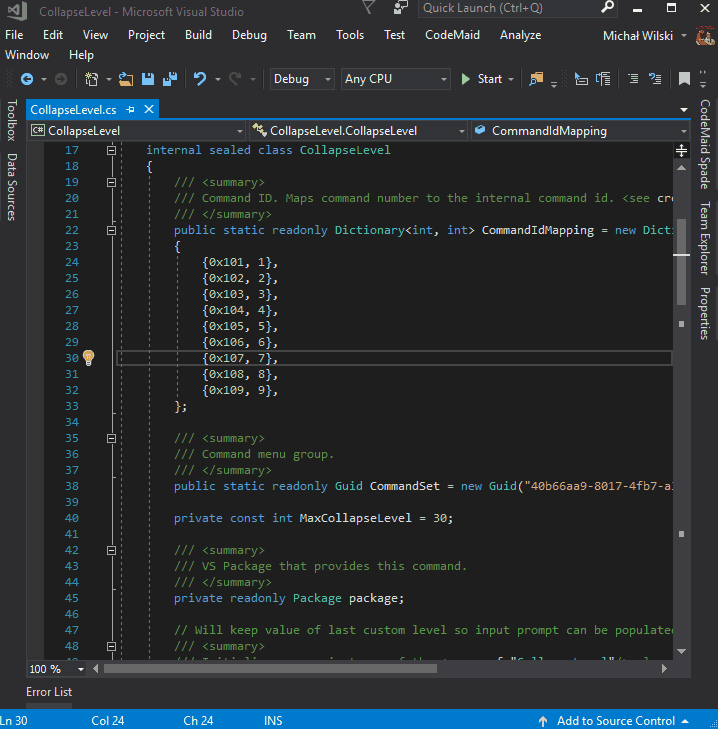 CollapseLevel - Microsoft Visual Studio
Quick Launch (Ctrl+Q)
File Edit View Project Build Debug Team Tools Test CodeMaid Analyze
Michał Wilski
Window Help
Debug Any CPU Start
Toolbox
Data Sources
CollapseLevel.cs
C# CollapseLevel CollapseLevel.CollapseLevel CommandIdMapping
17 internal sealed class CollapseLevel
18 {
19 /// <summary>
20 /// Command ID. Maps command number to the internal command id. <see cre
21 /// </summary>
22 public static readonly Dictionary<int, int> CommandIdMapping = new Dict
23 {
24 {0x101, 1},
25 {0x102, 2},
26 {0x103, 3},
27 {0x104, 4},
28 {0x105, 5},
29 {0x106, 6},
30 {0x107, 7},
31 {0x108, 8},
32 {0x109, 9},
33 };
34
35 /// <summary>
36 /// Command menu group.
37 /// </summary>
38 public static readonly Guid CommandSet = new Guid("40b66aa9-8017-4fb7-a
39
40 private const int MaxCollapseLevel = 30;
41
42 /// <summary>
43 /// VS Package that provides this command.
44 /// </summary>
45 private readonly Package package;
46
47 // Will keep value of last custom level so input prompt can be populated
48 /// <summary>
CodeMaid Spade
Team Explorer
Properties
100 %
Error List
Ln 30 Col 24 Ch 24 INS Add to Source Control